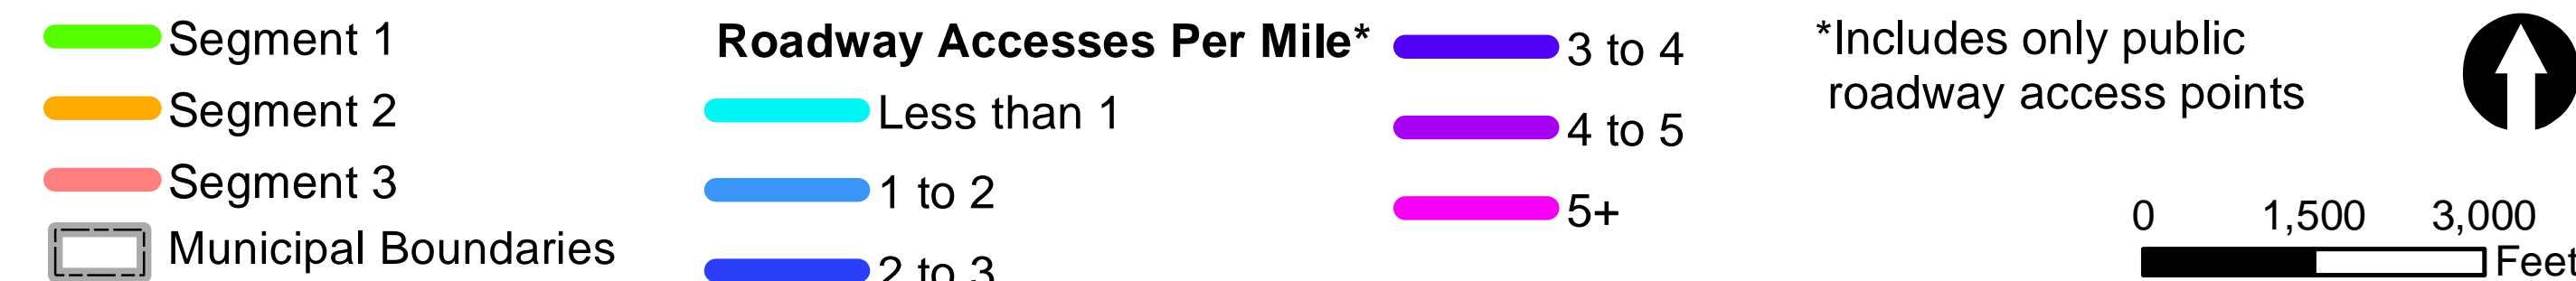 Segment 1
Segment 2
Segment 3
Municipal Boundaries
Roadway Accesses Per Mile*
Less than 1
1 to 2
2 to 3
3 to 4
4 to 5
5+
*Includes only public
roadway access points
0 1,500 3,000
Feet